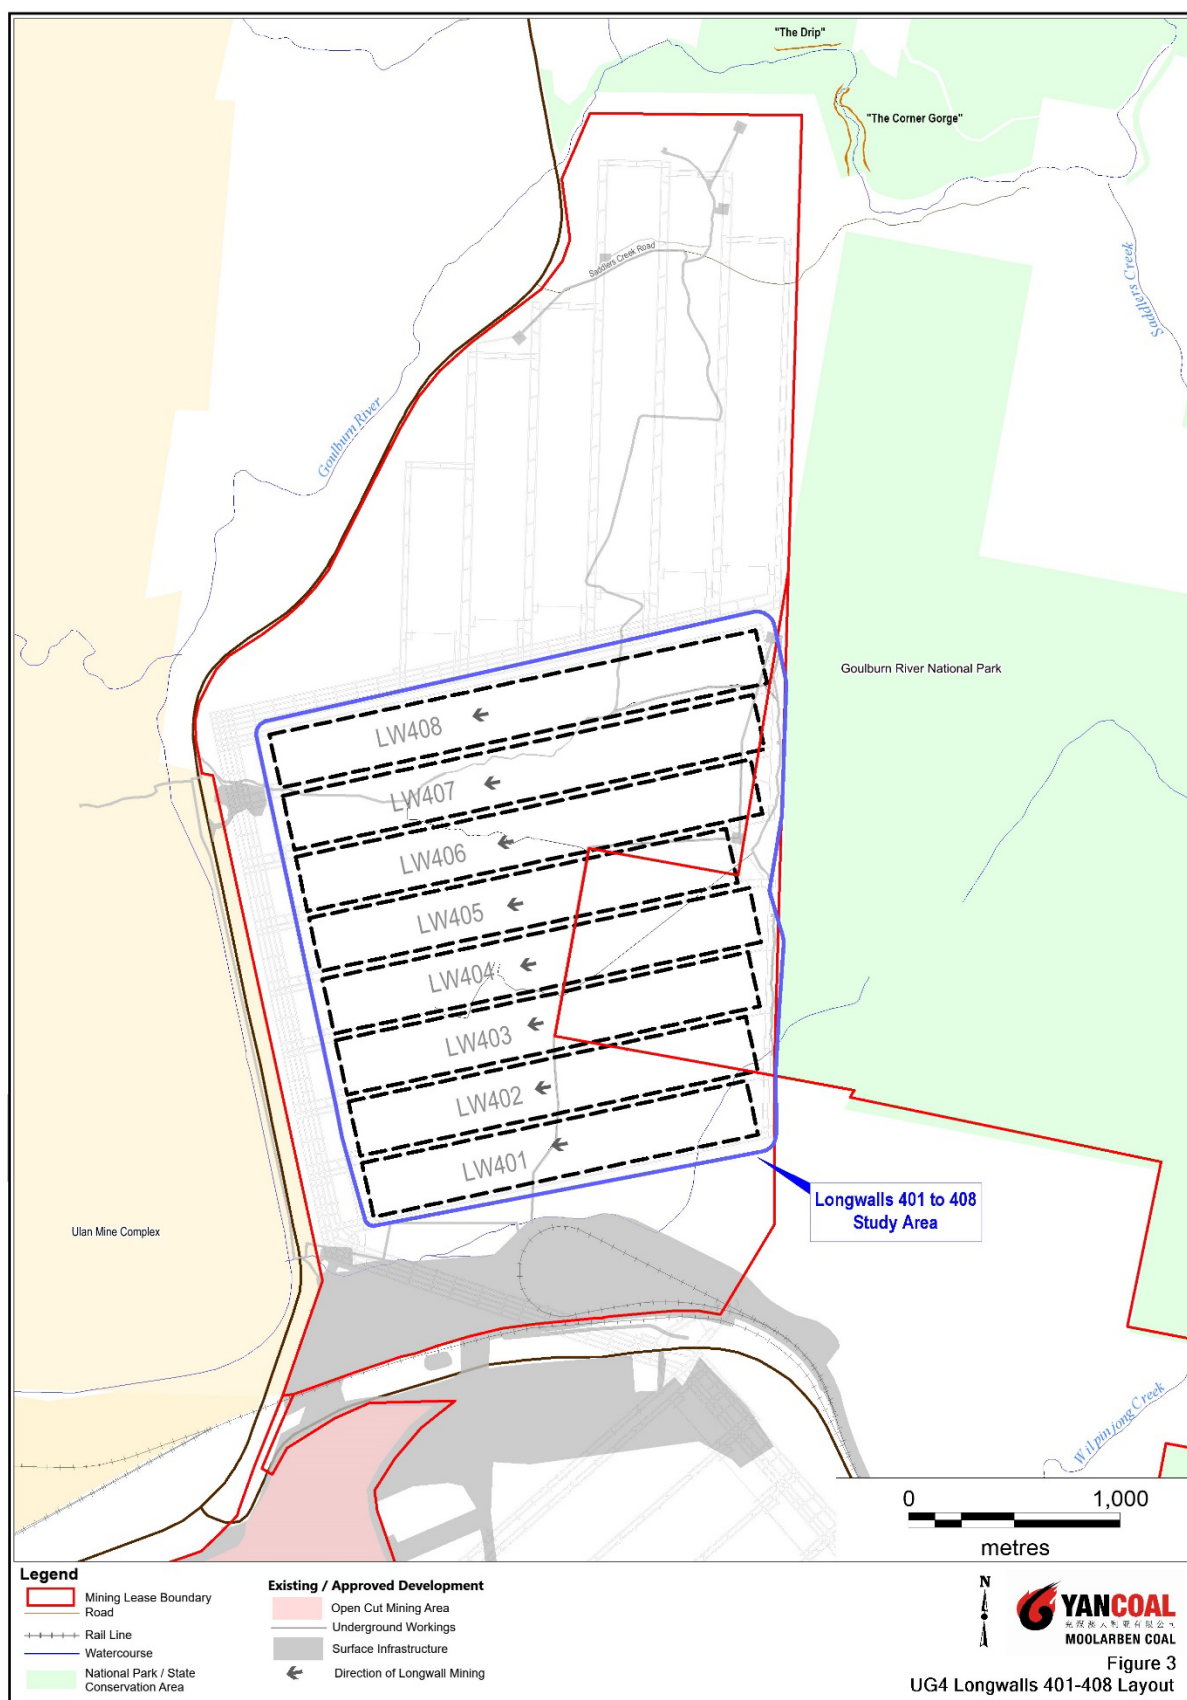 "The Drip"
"The Corner Gorge"
Saddlers Creek Road
Saddlers Creek
Goulburn River
Goulburn River National Park
LW408
LW407
LW406
LW405
LW404
LW403
LW402
LW401
Longwalls 401 to 408
Study Area
Ulan Mine Complex
Wilpinjong Creek
0 1,000
metres
Legend
Mining Lease Boundary
Road
Rail Line
Watercourse
National Park / State
Conservation Area
Existing / Approved Development
Open Cut Mining Area
Underground Workings
Surface Infrastructure
Direction of Longwall Mining
N
YANCOAL
MOOLARBEN COAL
Figure 3
UG4 Longwalls 401-408 Layout